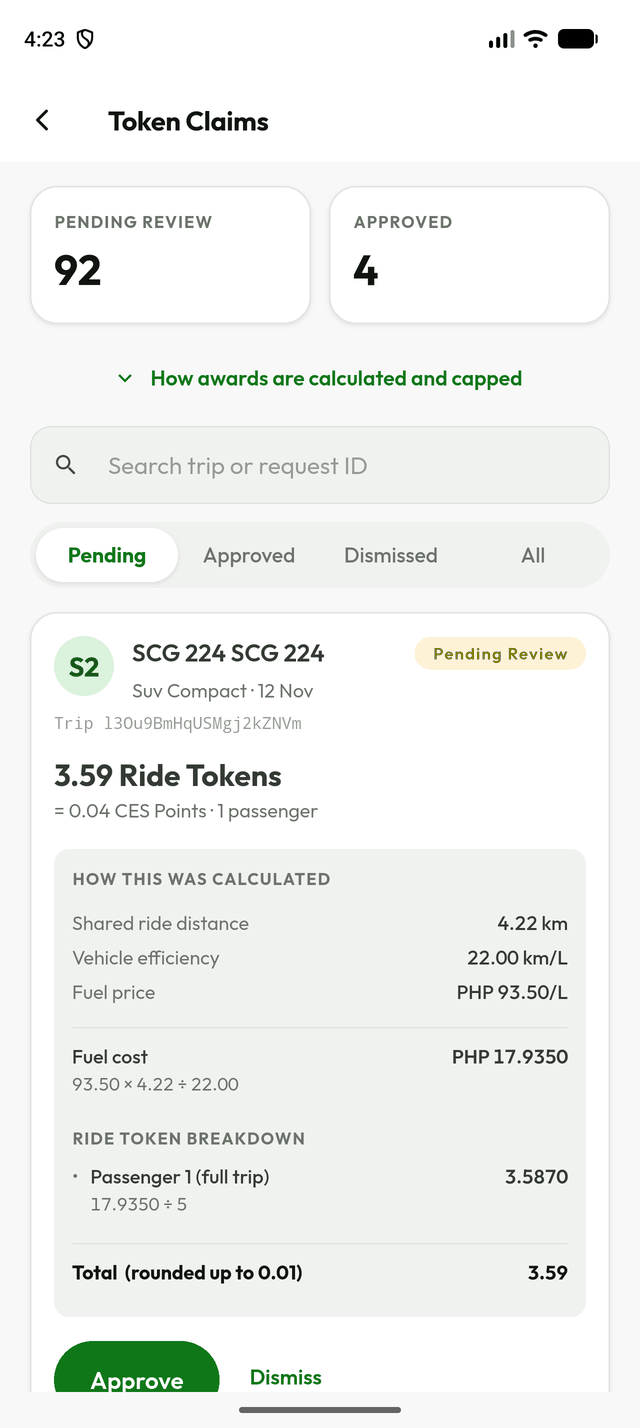 4:23
Token Claims
PENDING REVIEW
92
APPROVED
4
How awards are calculated and capped
Search trip or request ID
Pending Approved Dismissed All
S2
SCG 224 SCG 224
Pending Review
Suv Compact · 12 Nov
Trip l3Ou9BmHqUSMgj2kZNVm
3.59 Ride Tokens
= 0.04 CES Points · 1 passenger
HOW THIS WAS CALCULATED
Shared ride distance 4.22 km
Vehicle efficiency 22.00 km/L
Fuel price PHP 93.50/L
Fuel cost PHP 17.9350
93.50 × 4.22 ÷ 22.00
RIDE TOKEN BREAKDOWN
• Passenger 1 (full trip) 3.5870
17.9350 ÷ 5
Total (rounded up to 0.01) 3.59
Approve Dismiss